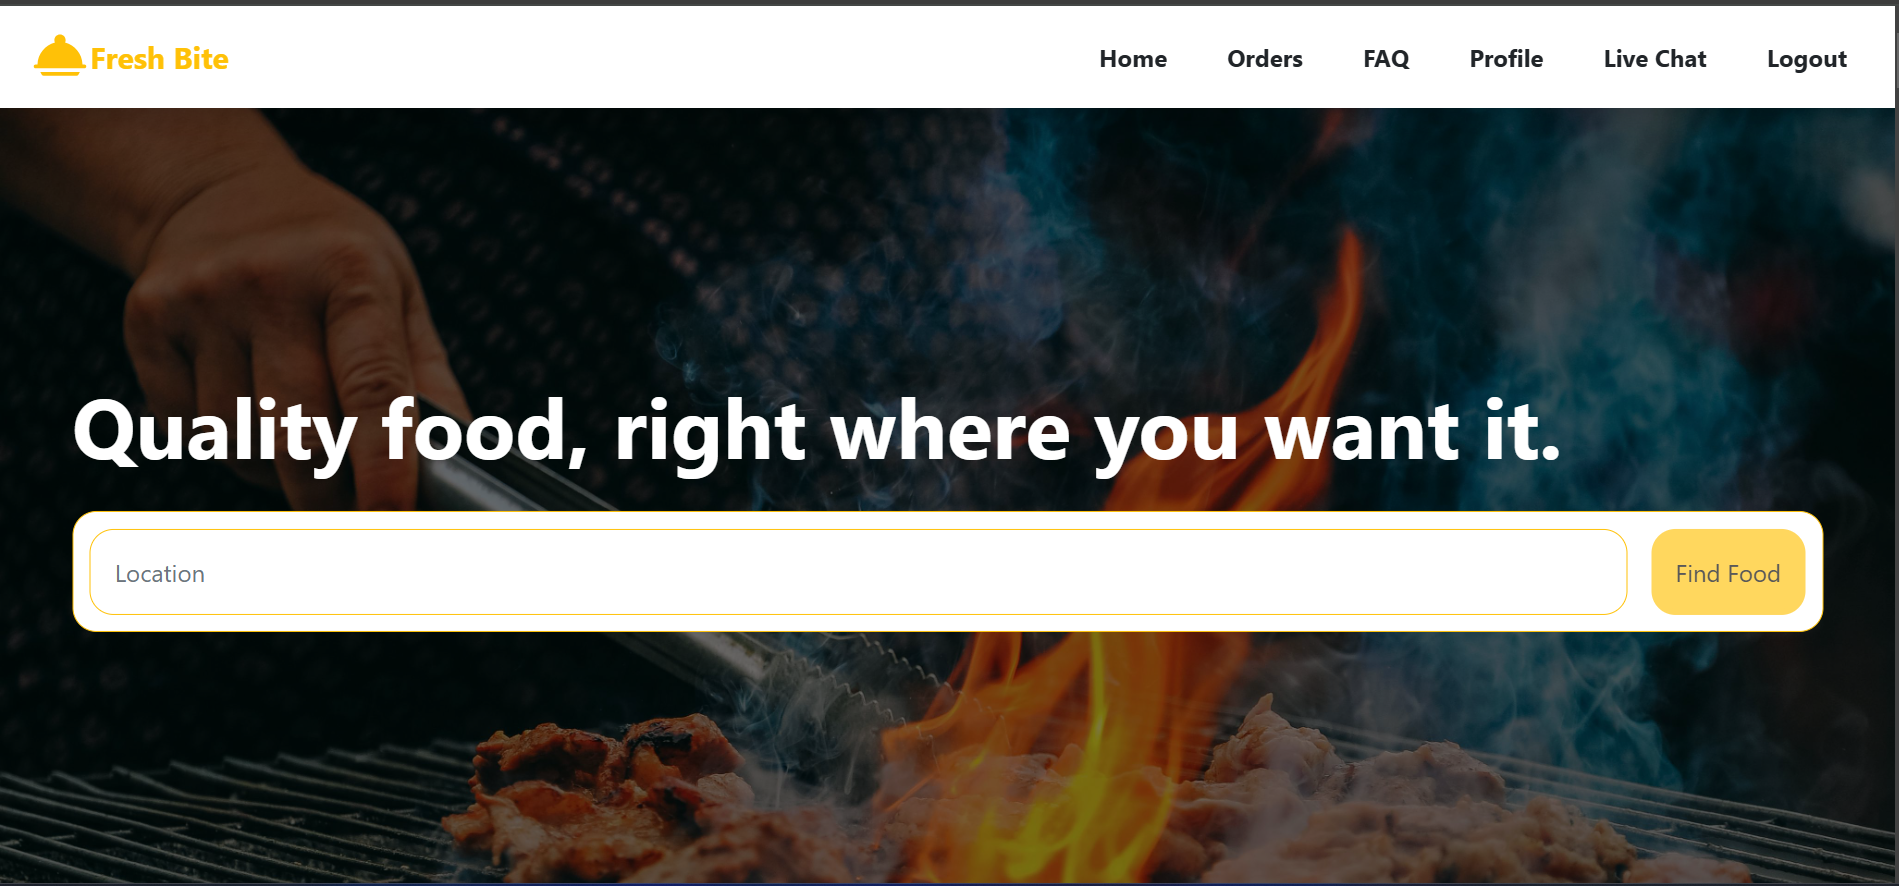 Fresh Bite
Home Orders FAQ Profile Live Chat Logout
Quality food, right where you want it.
Location
Find Food